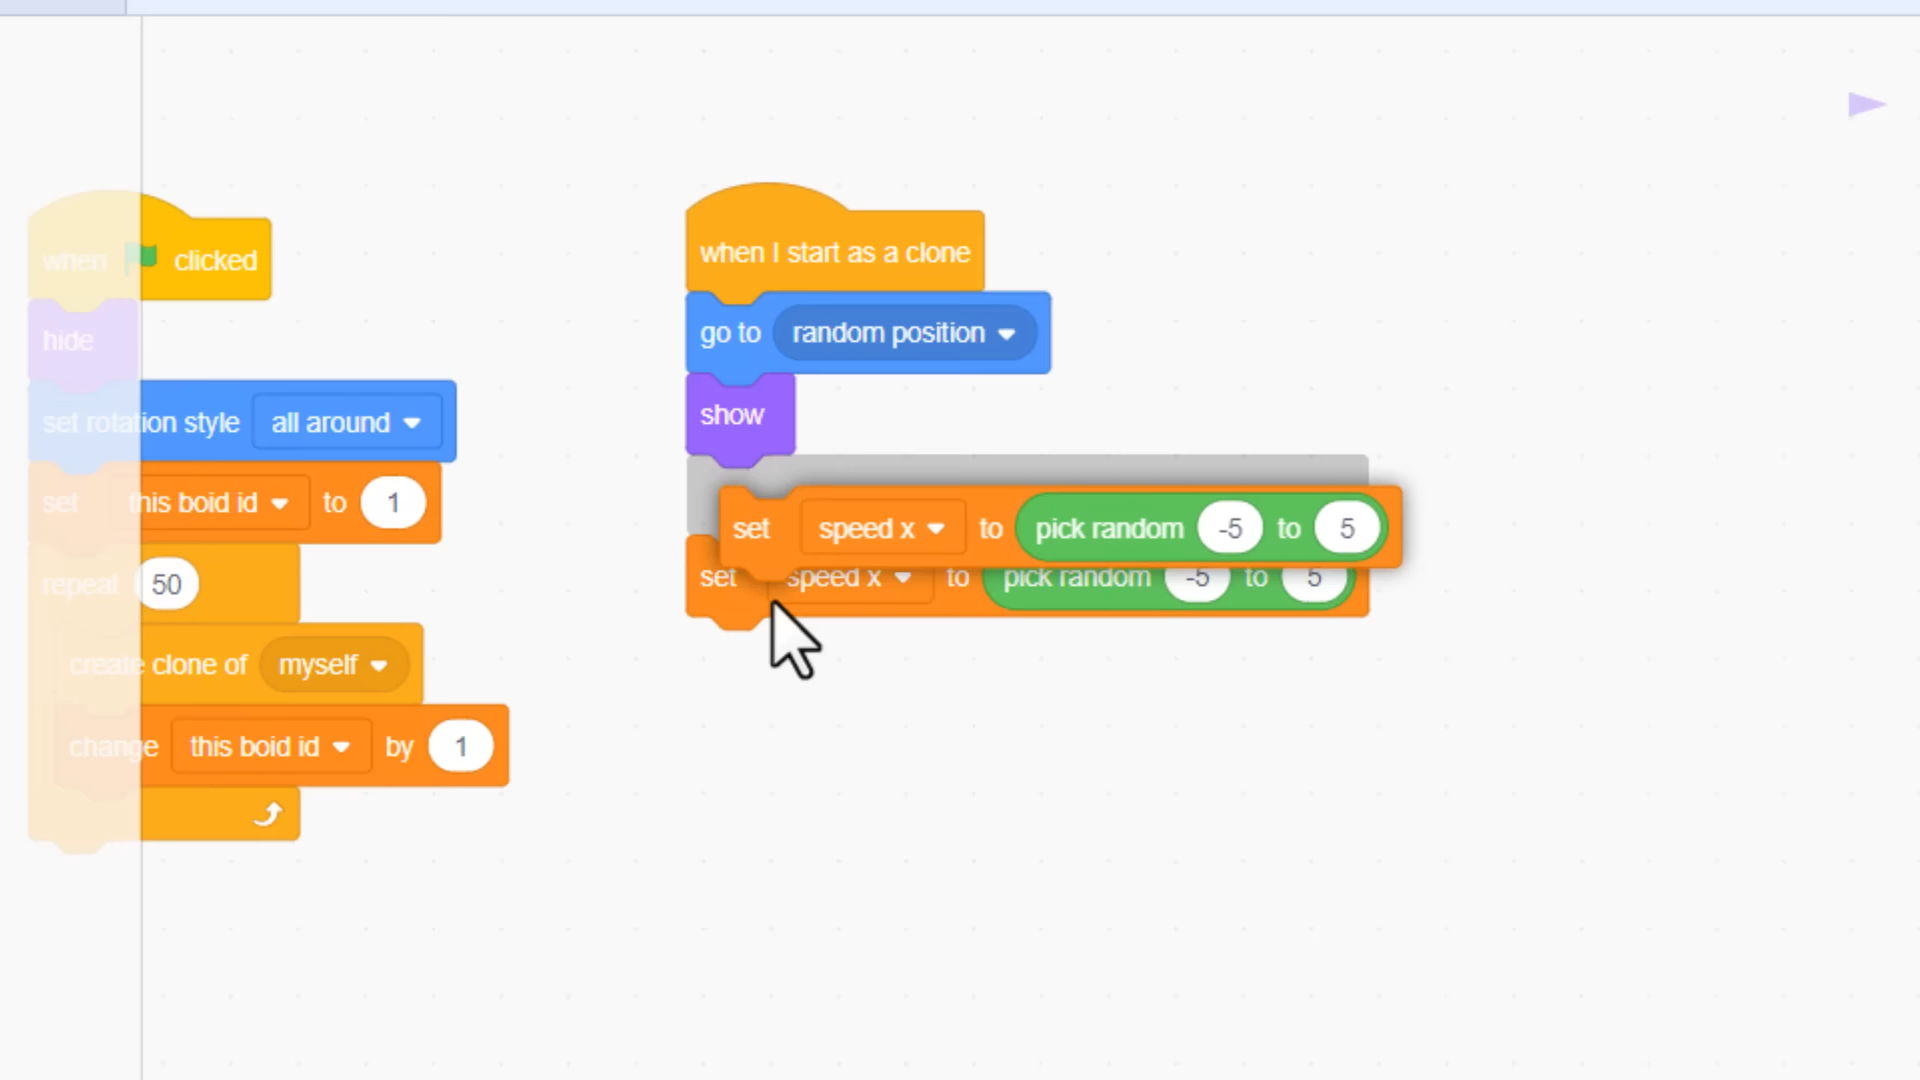 when clicked
hide
set rotation style all around
set this boid id to 1
repeat 50
create clone of myself
change this boid id by 1
when I start as a clone
go to random position
show
set speed x to pick random -5 to 5
set speed x to pick random -5 to 5